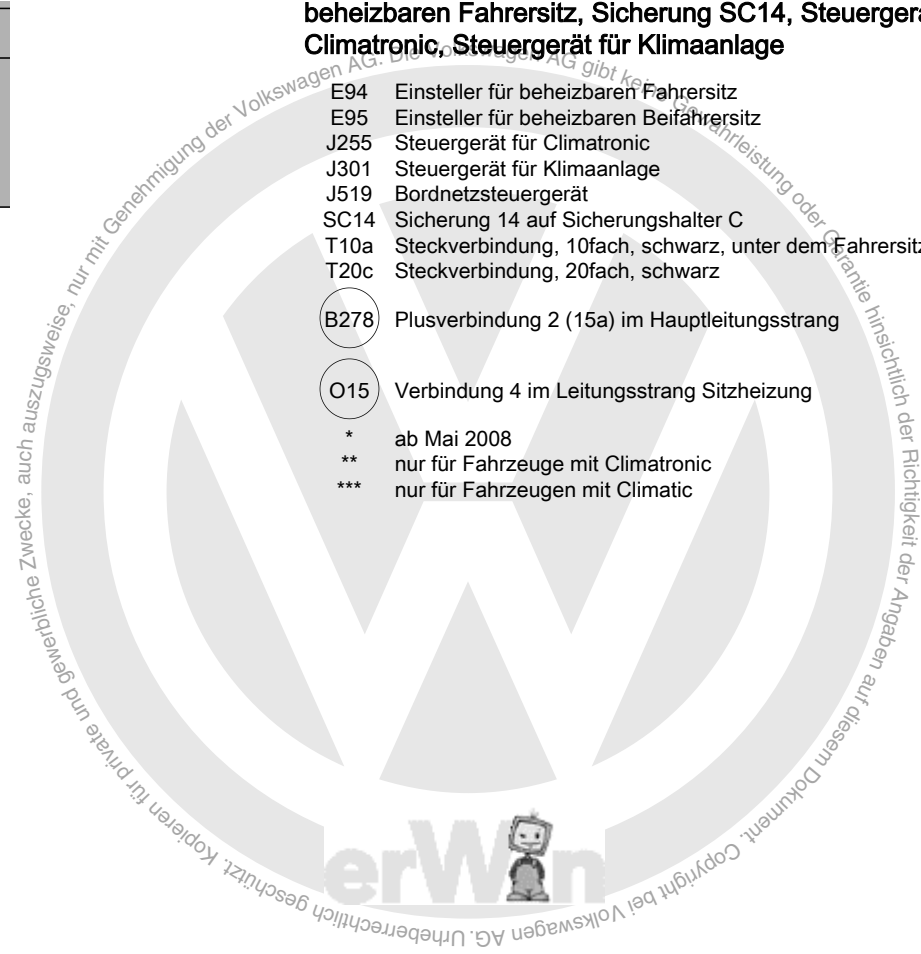 beheizbaren Fahrersitz, Sicherung SC14,
Climatronic, Steuergerät für Klimaanlage
E94 Einsteller für beheizbaren Fahrersitz
E95 Einsteller für beheizbaren Beifahrersitz
J255 Steuergerät für Climatronic
J301 Steuergerät für Klimaanlage
J519 Bordnetzsteuergerät
SC14 Sicherung 14 auf Sicherungshalter C
T10a Steckverbindung, 10fach, schwarz, unter dem Fahrersitz
T20c Steckverbindung, 20fach, schwarz
B278 Plusverbindung 2 (15a) im Hauptleitungsstrang
O15 Verbindung 4 im Leitungsstrang Sitzheizung
* ab Mai 2008
** nur für Fahrzeuge mit Climatronic
*** nur für Fahrzeugen mit Climatic
erWin
Urheberrechtlich geschützt. Kopieren für private und gewerbliche Zwecke, auch auszugsweise, nur mit Genehmigung der Volkswagen AG. Die Volkswagen AG gibt keine Gewährleistung oder Garantie hinsichtlich der Richtigkeit der Angaben auf diesem Dokument. Copyright bei Volkswagen AG.